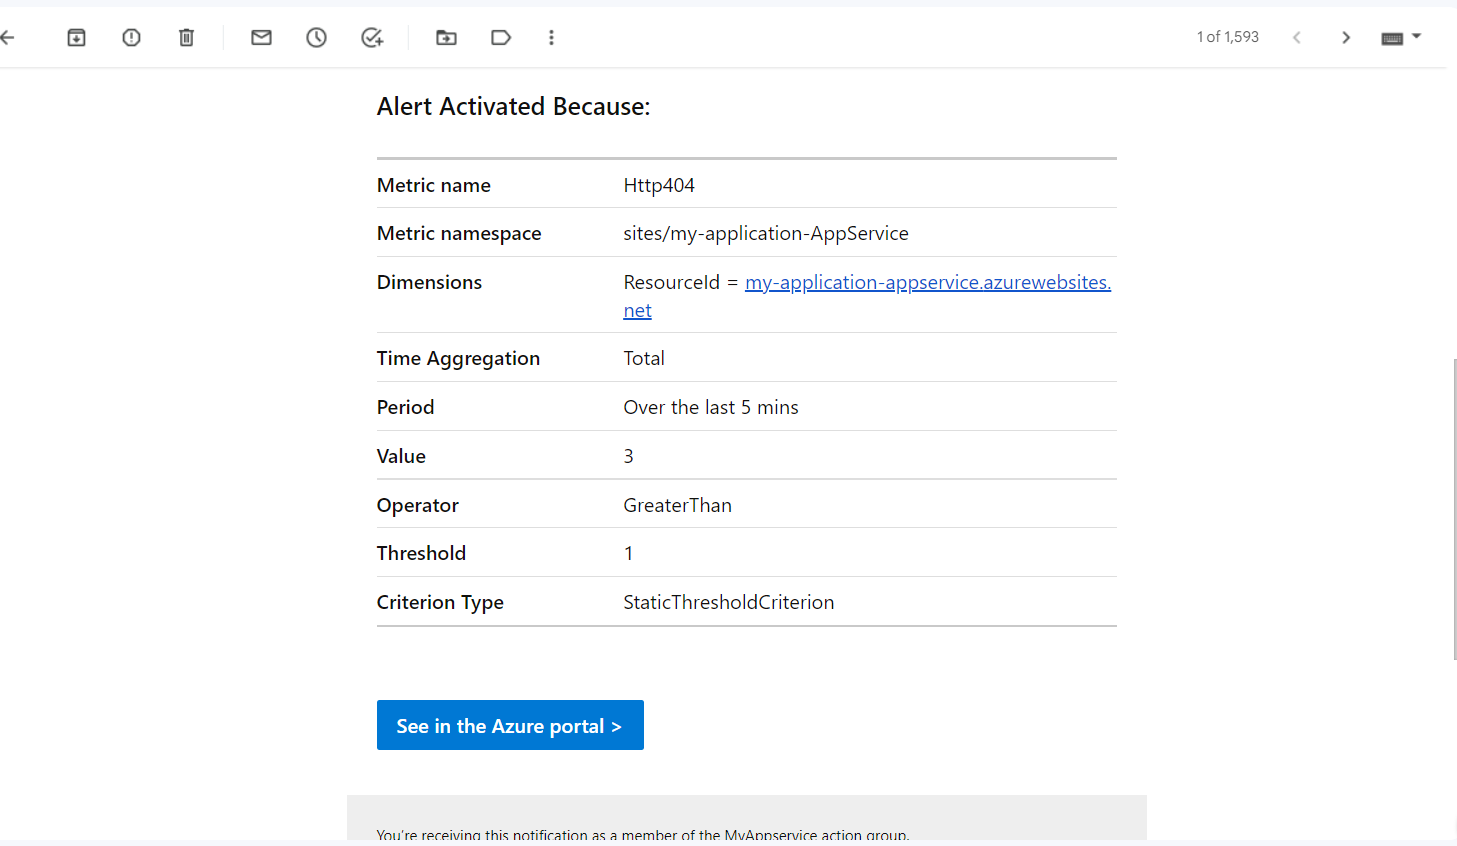 1 of 1,593
Alert Activated Because:
Metric name Http404
Metric namespace sites/my-application-AppService
Dimensions ResourceId = my-application-appservice.azurewebsites.
net
Time Aggregation Total
Period Over the last 5 mins
Value 3
Operator GreaterThan
Threshold 1
Criterion Type StaticThresholdCriterion
See in the Azure portal >
You're receiving this notification as a member of the MyAppservice action group.